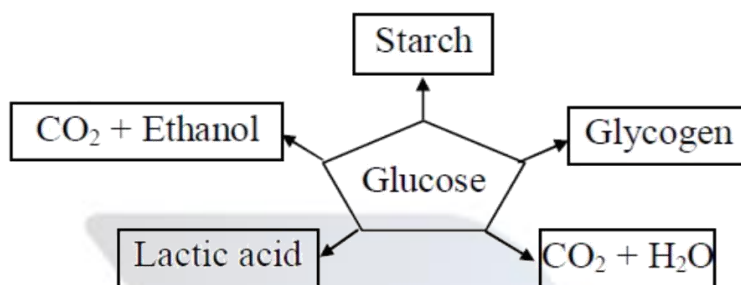 Starch
CO₂ + Ethanol
Glycogen
Glucose
Lactic acid
CO₂ + H₂O